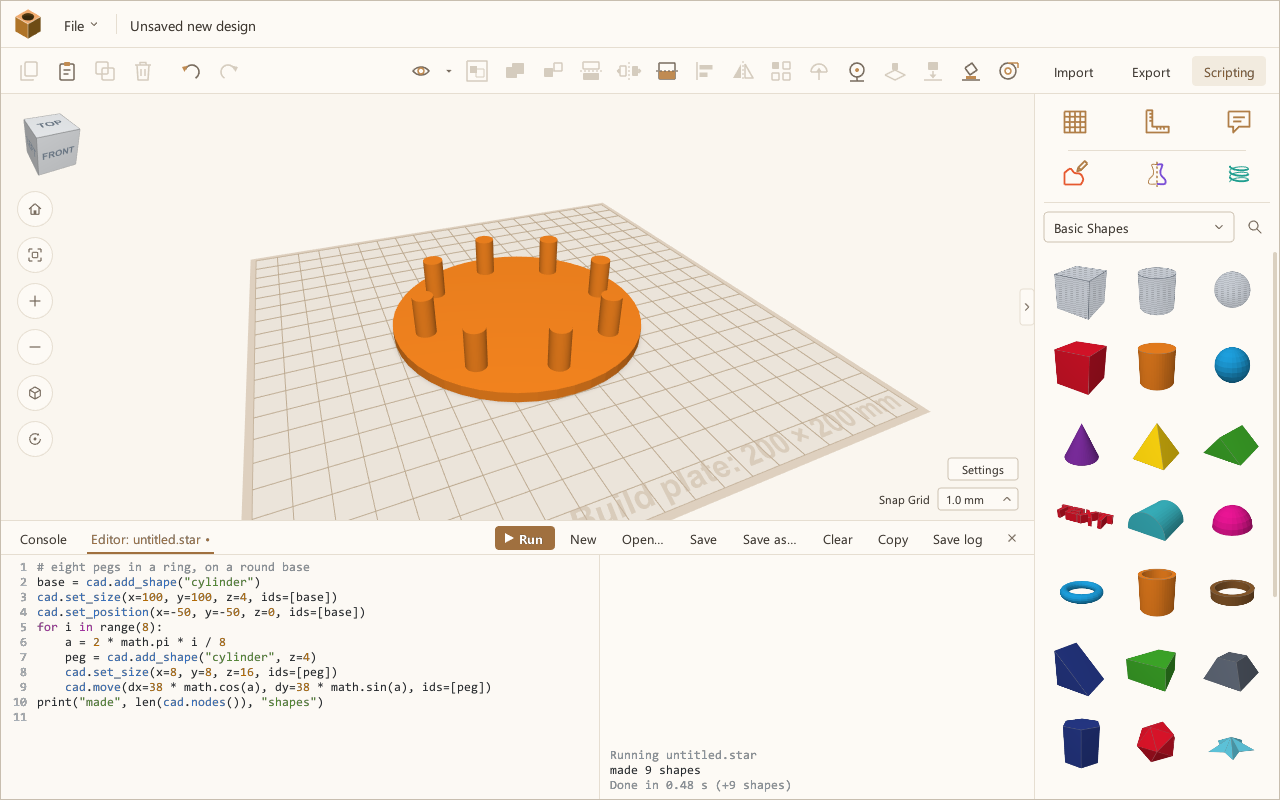 File
Unsaved new design
Import
Export
Scripting
TOP
FRONT
Basic Shapes
Build plate: 200 × 200 mm
Settings
Snap Grid
1.0 mm
Console
Editor: untitled.star •
Run
New
Open...
Save
Save as...
Clear
Copy
Save log
1 # eight pegs in a ring, on a round base
2 base = cad.add_shape("cylinder")
3 cad.set_size(x=100, y=100, z=4, ids=[base])
4 cad.set_position(x=-50, y=-50, z=0, ids=[base])
5 for i in range(8):
6     a = 2 * math.pi * i / 8
7     peg = cad.add_shape("cylinder", z=4)
8     cad.set_size(x=8, y=8, z=16, ids=[peg])
9     cad.move(dx=38 * math.cos(a), dy=38 * math.sin(a), ids=[peg])
10 print("made", len(cad.nodes()), "shapes")
11
Running untitled.star
made 9 shapes
Done in 0.48 s (+9 shapes)